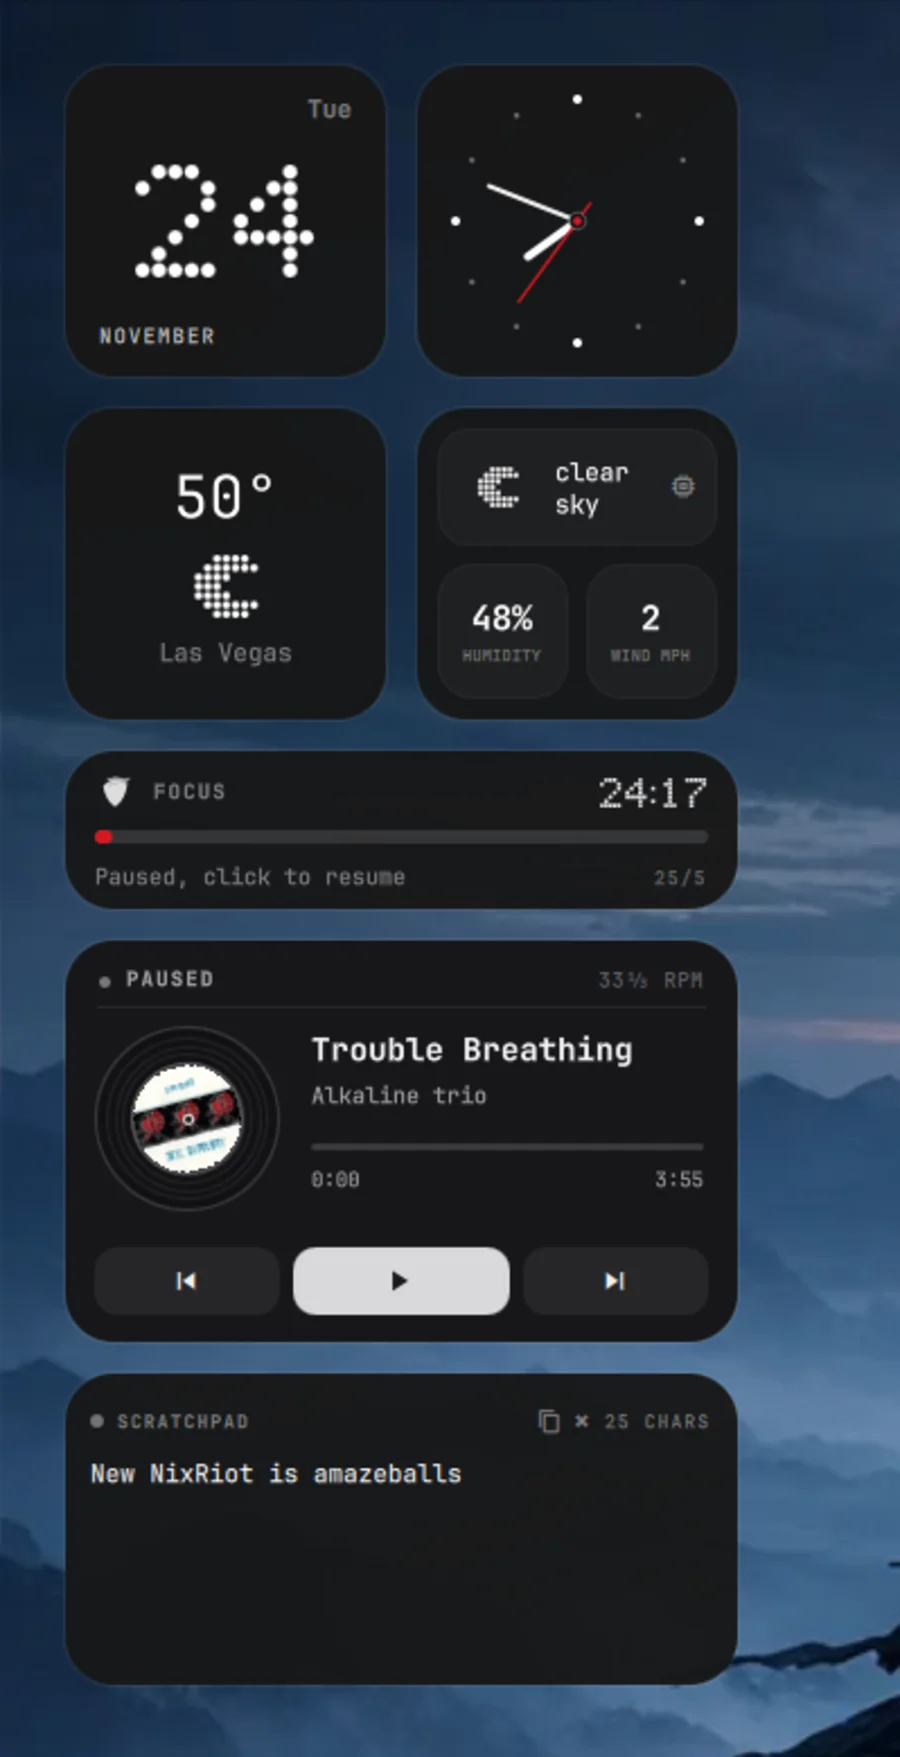 Tue
24
NOVEMBER
50°
Las Vegas
clear
sky
48%
HUMIDITY
2
WIND MPH
FOCUS
24:17
Paused, click to resume
25/5
PAUSED
33⅓ RPM
Trouble Breathing
Alkaline trio
0:00
3:55
SCRATCHPAD
25 CHARS
New NixRiot is amazeballs